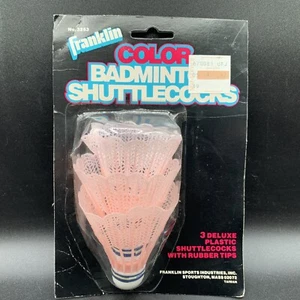 Franklin
COLOR
BADMINT
SHUTTLECOCKS
3 DELUXE
PLASTIC
SHUTTLECOCKS
WITH RUBBER TIPS
FRANKLIN SPORTS INDUSTRIES, INC.
STOUGHTON, MASS 02072
TAIWAN